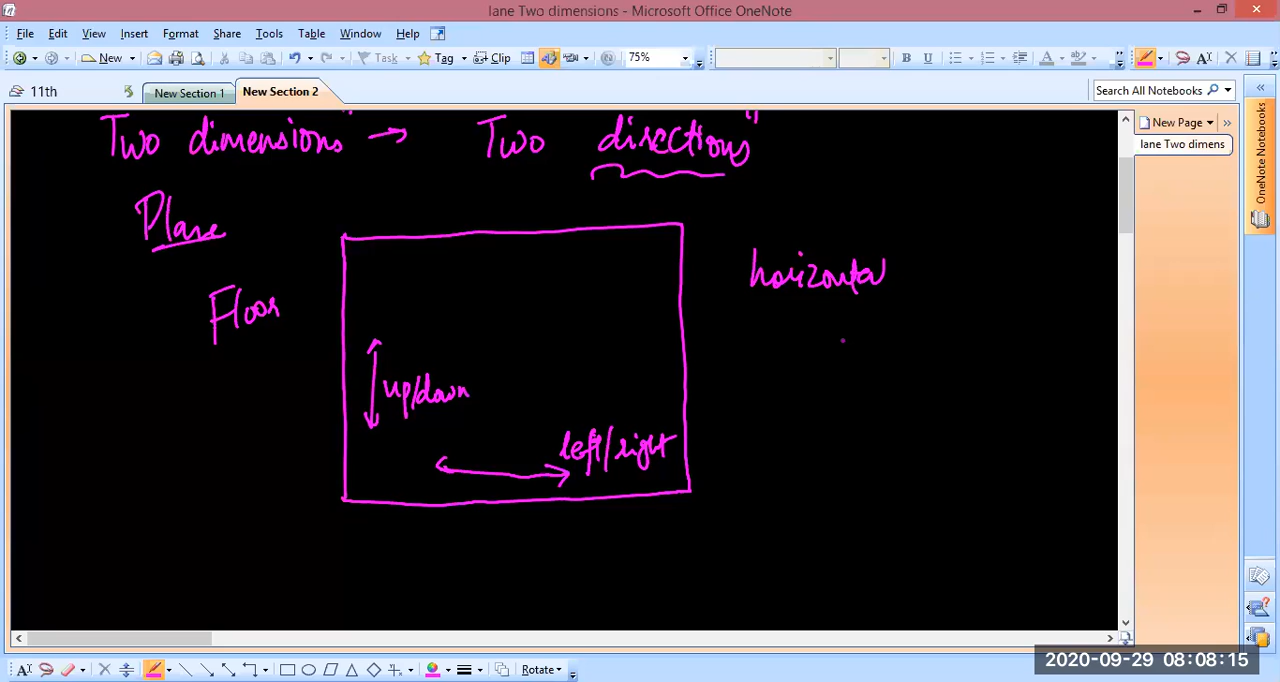 lane Two dimensions - Microsoft Office OneNote
File Edit View Insert Format Share Tools Table Window Help
New Task Tag Clip 75% B U A ab A
11th New Section 1 New Section 2 Search All Notebooks
Two dimensions" → Two directions"
New Page
lane Two dimens
OneNote Notebooks
Plane
horizontal
Floor
up/down
left/right
2020-09-29 08:08:15
A Rotate